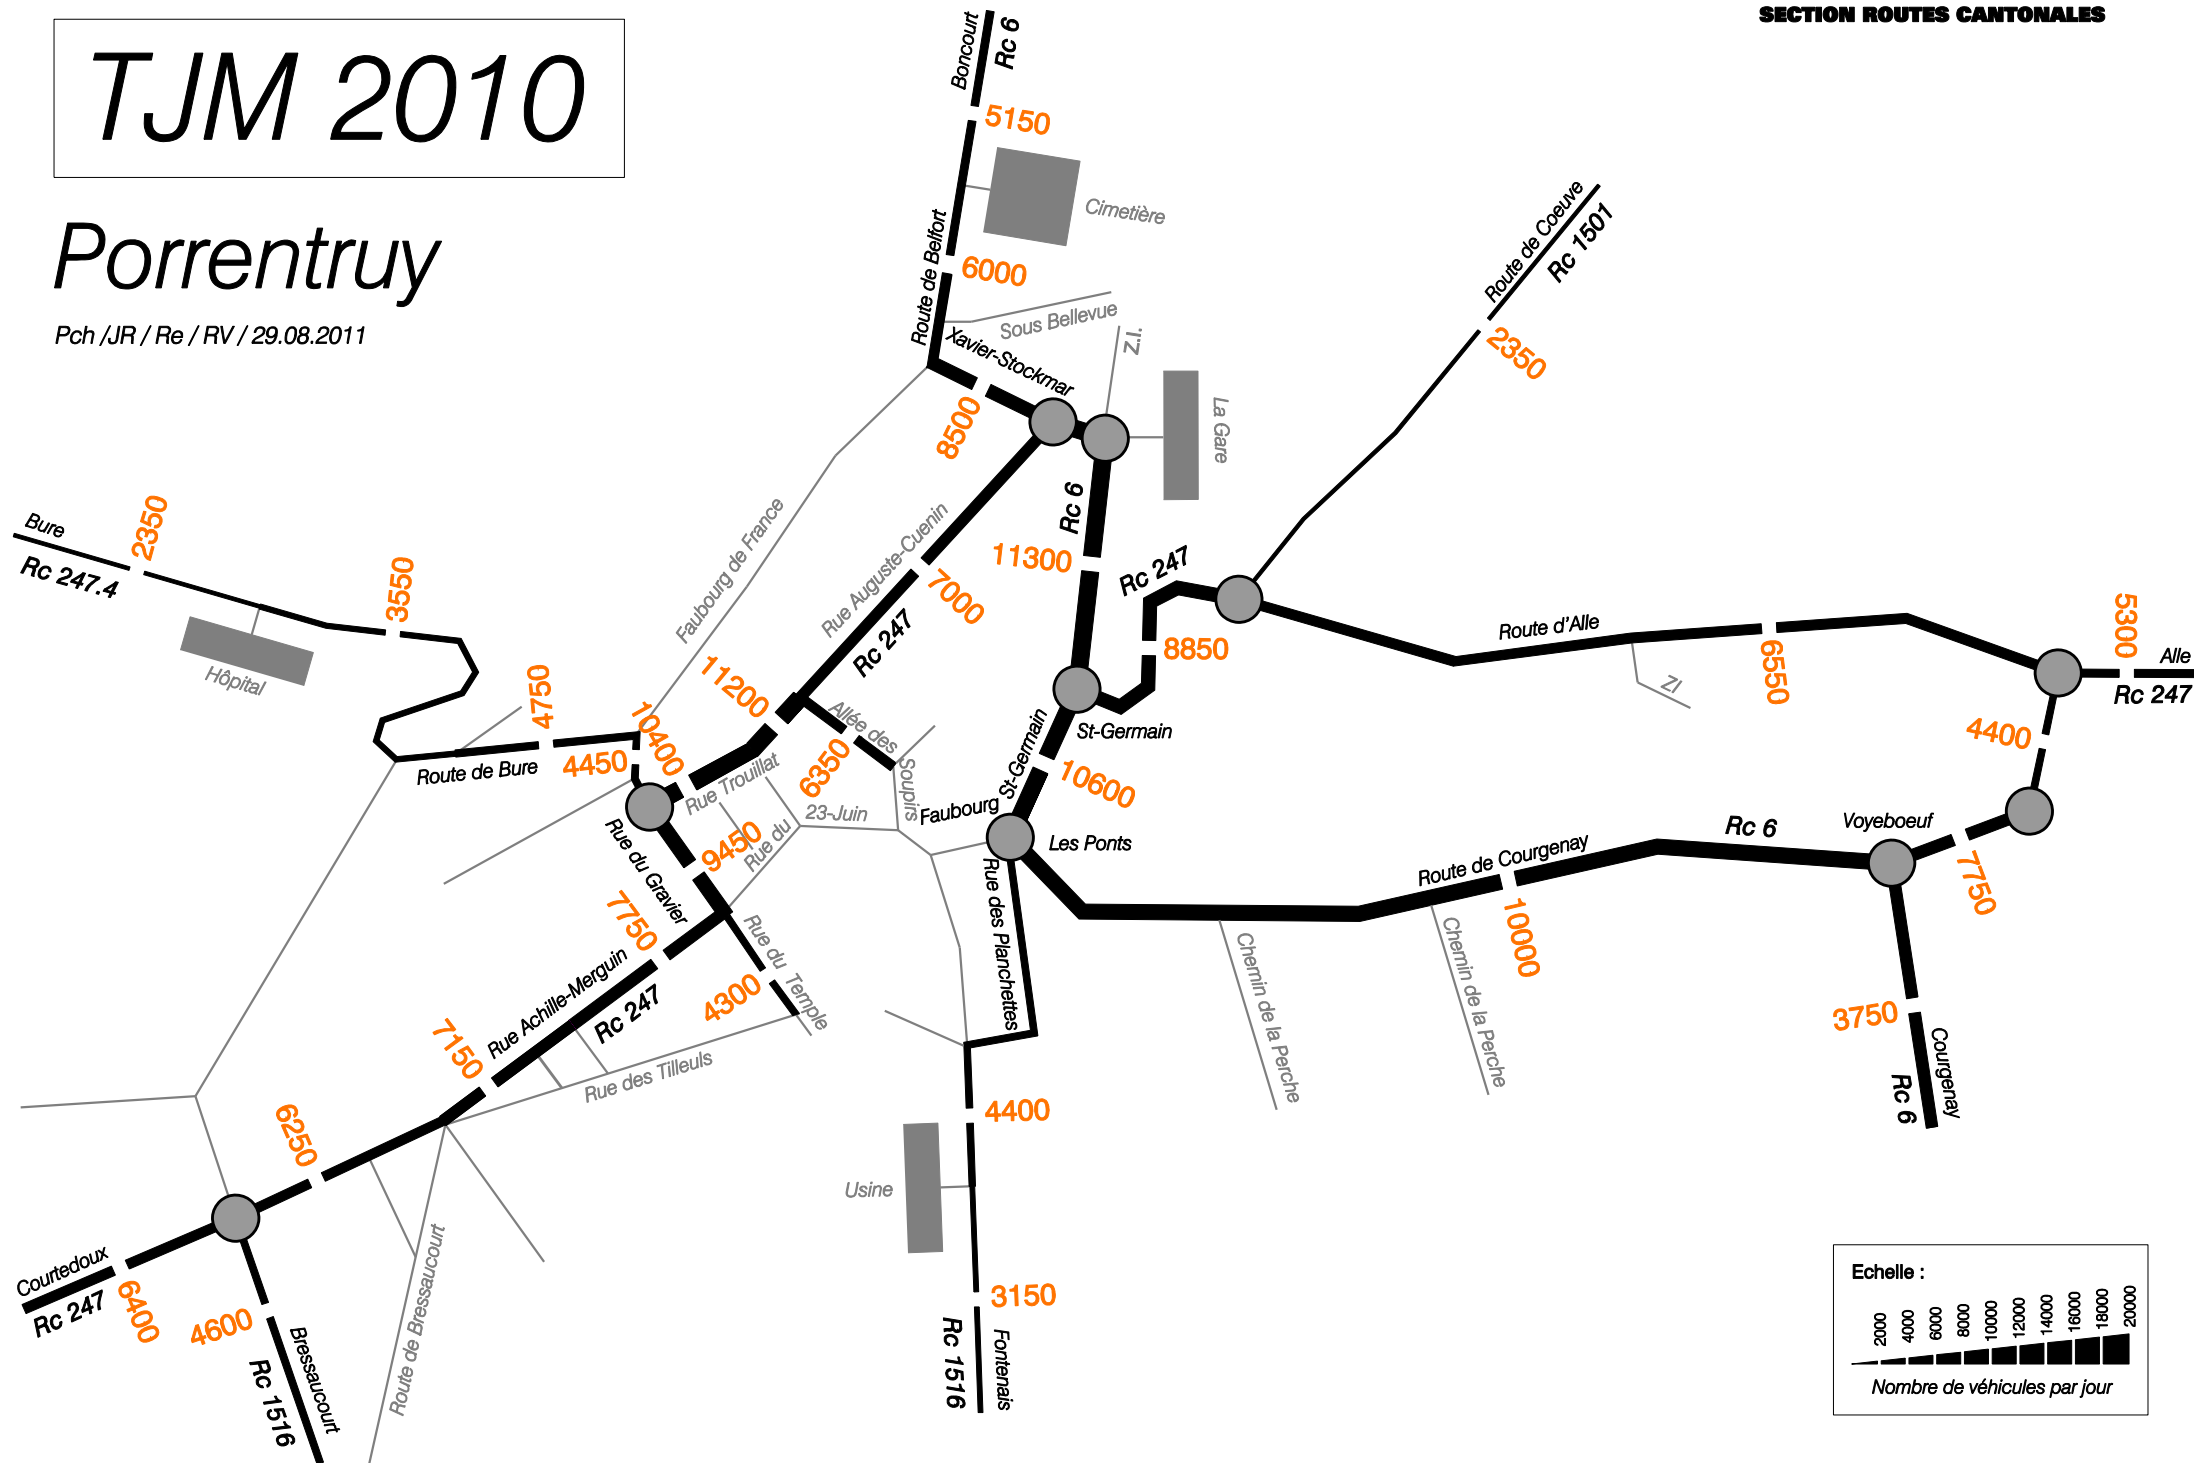 SECTION ROUTES CANTONALES
TJM 2010
Porrentruy
Pch /JR / Re / RV / 29.08.2011
Boncourt
Rc 6
5150
Cimetière
Route de Belfort
6000
Sous Bellevue
Z.I.
Xavier-Stockmar
8500
La Gare
Route de Coeuve
Rc 1501
2350
Bure
Rc 247.4
2350
3550
Hôpital
4750
Route de Bure
4450
10400
Faubourg de France
Rue Auguste-Cuenin
7000
Rc 247
11200
Rue Trouillat
Allée des
Soupirs
6350
Rc 6
11300
Rc 247
8850
St-Germain
Route d'Alle
ZI
6550
5300
Alle
Rc 247
4400
Faubourg
St-Germain
10600
Les Ponts
Rue du
23-Juin
9450
Rue du Gravier
7750
Rue du Temple
4300
Rue Achille-Merguin
Rc 247
7150
Rue des Tilleuls
6250
Courtedoux
Rc 247
6400
4600
Bressaucourt
Rc 1516
Route de Bressaucourt
Rue des Planchettes
4400
Usine
3150
Rc 1516
Fontenais
Chemin de la Perche
Chemin de la Perche
Route de Courgenay
10000
Rc 6
Voyeboeuf
7750
3750
Courgenay
Rc 6
Echelle :
2000 4000 6000 8000 10000 12000 14000 16000 18000 20000
Nombre de véhicules par jour